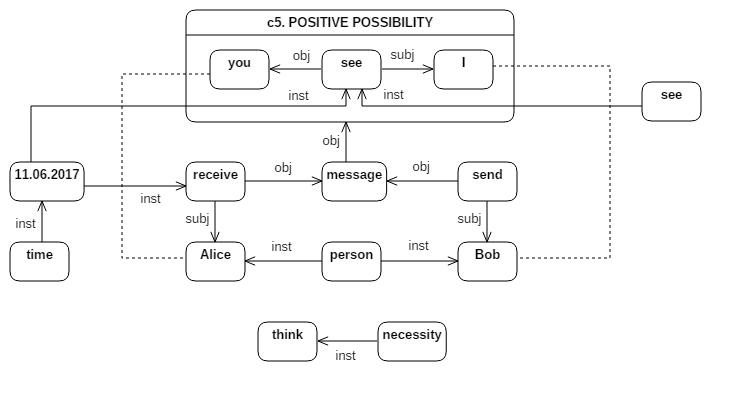 c5. POSITIVE POSSIBILITY
you
obj
see
subj
I
inst
inst
see
obj
11.06.2017
inst
receive
obj
message
obj
send
inst
subj
subj
time
Alice
inst
person
inst
Bob
think
inst
necessity